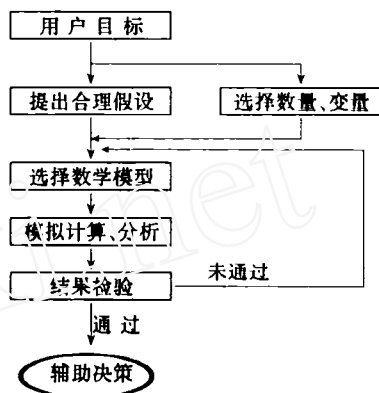 用户目标
提出合理假设 选择数量、变量
选择数学模型
模拟计算、分析
结果检验
未通过
通过
辅助决策